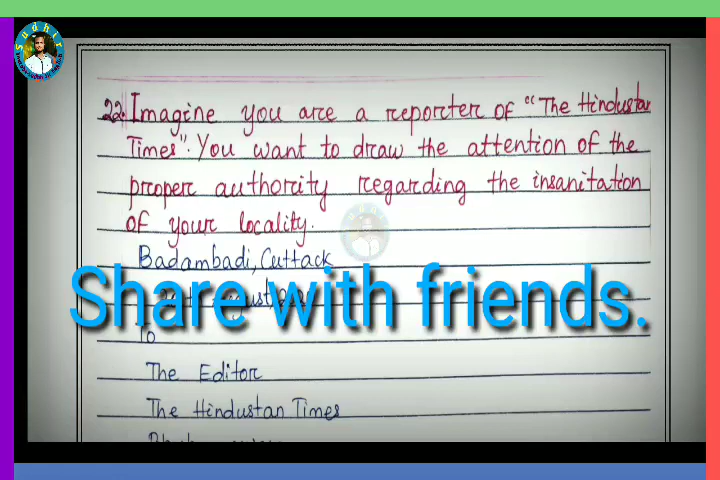 Sudhir
22. Imagine you are a reporter of "The Hindustan
Times". You want to draw the attention of the
proper authority regarding the insanitation
of your locality.
Badambadi, Cuttack
Share with friends.
To
The Editor
The Hindustan Times